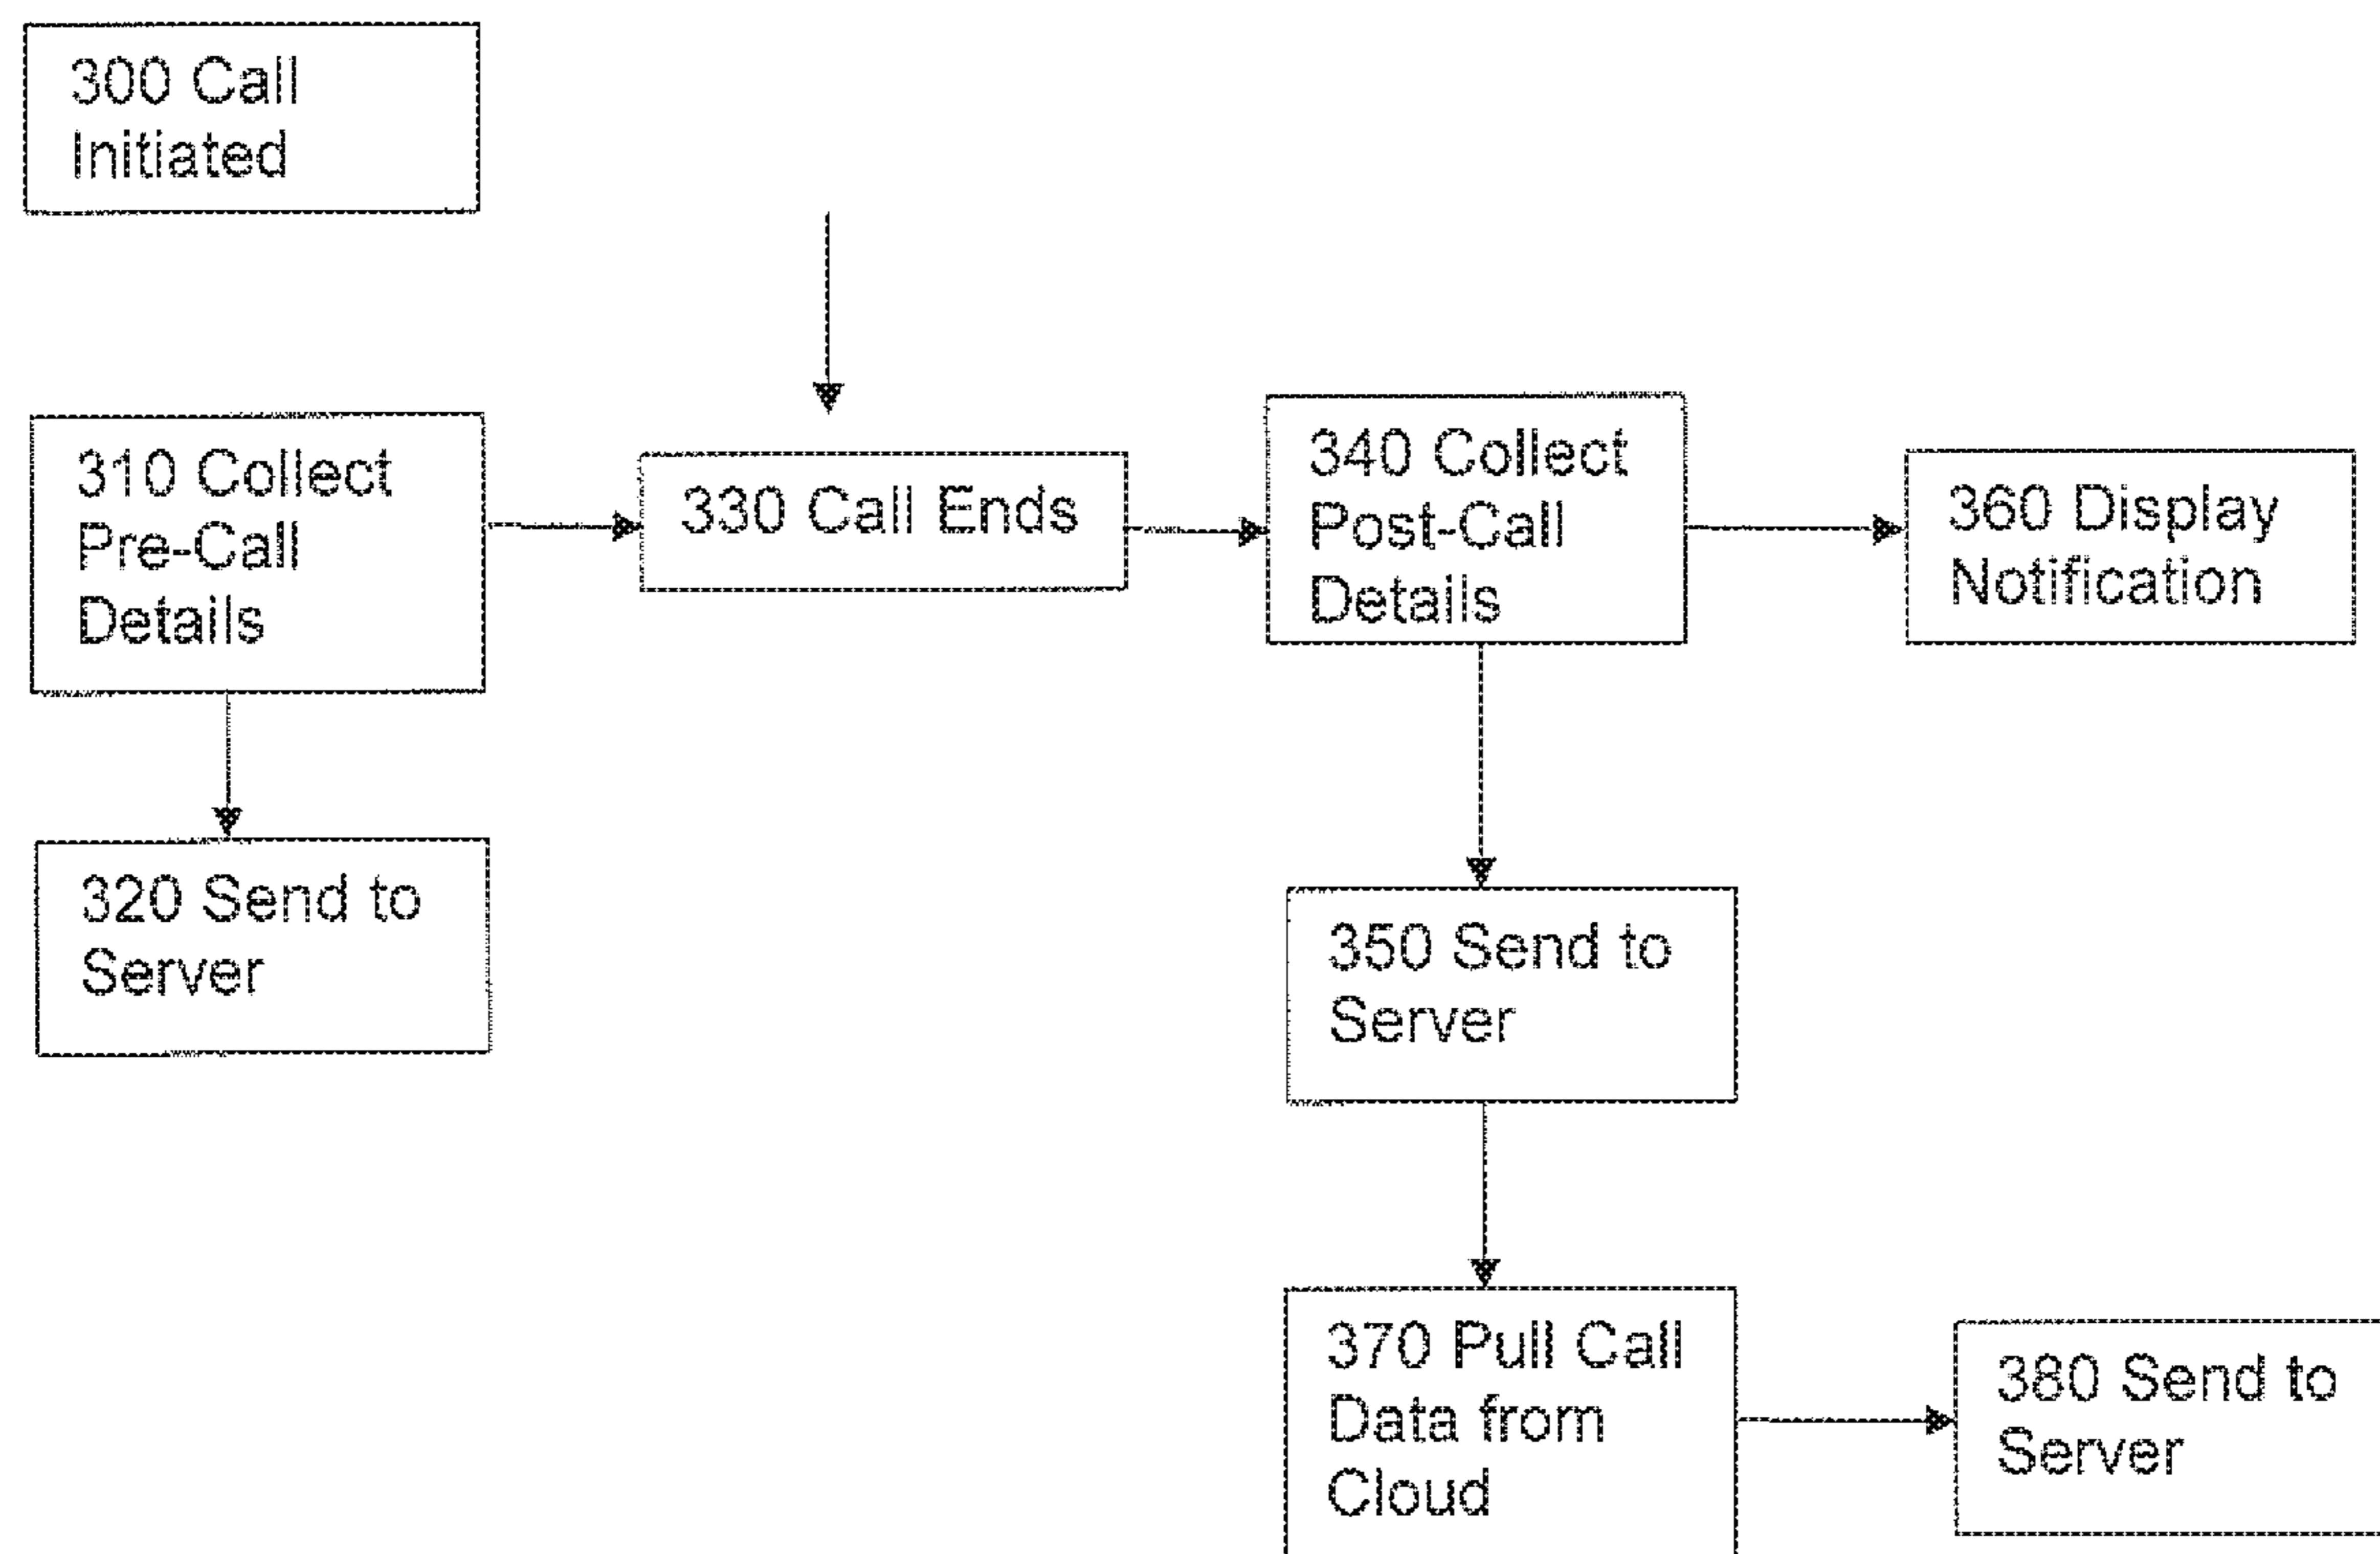 300 Call
Initiated
310 Collect
Pre-Call
Details
330 Call Ends
340 Collect
Post-Call
Details
360 Display
Notification
320 Send to
Server
350 Send to
Server
370 Pull Call
Data from
Cloud
380 Send to
Server